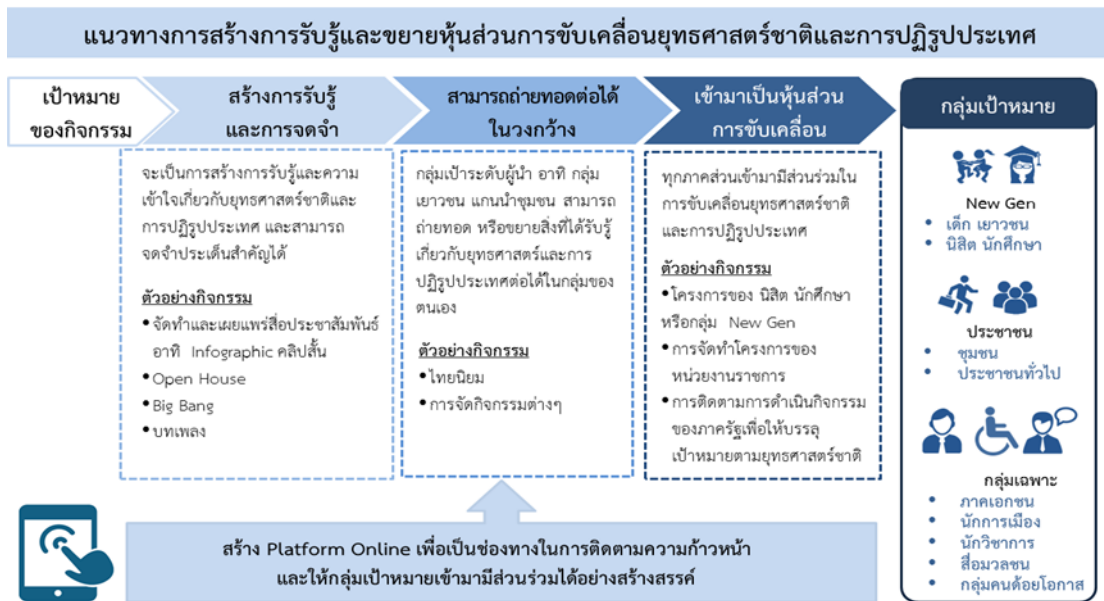 แนวทางการสร้างการรับรู้และขยายหุ้นส่วนการขับเคลื่อนยุทธศาสตร์ชาติและการปฏิรูปประเทศ
เป้าหมาย
ของกิจกรรม
สร้างการรับรู้
และการจดจำ
จะเป็นการสร้างการรับรู้และความ
เข้าใจเกี่ยวกับยุทธศาสตร์ชาติและ
การปฏิรูปประเทศ และสามารถ
จดจำประเด็นสำคัญได้
ตัวอย่างกิจกรรม
•จัดทำและเผยแพร่สื่อประชาสัมพันธ์
อาทิ Infographic คลิปสั้น
•Open House
•Big Bang
•บทเพลง
สามารถถ่ายทอดต่อได้
ในวงกว้าง
กลุ่มเป้าระดับผู้นำ อาทิ กลุ่ม
เยาวชน แกนนำชุมชน สามารถ
ถ่ายทอด หรือขยายสิ่งที่ได้รับรู้
เกี่ยวกับยุทธศาสตร์และการ
ปฏิรูปประเทศต่อได้ในกลุ่มของ
ตนเอง
ตัวอย่างกิจกรรม
•ไทยนิยม
•การจัดกิจกรรมต่างๆ
เข้ามาเป็นหุ้นส่วน
การขับเคลื่อน
ทุกภาคส่วนเข้ามามีส่วนร่วมใน
การขับเคลื่อนยุทธศาสตร์ชาติ
และการปฏิรูปประเทศ
ตัวอย่างกิจกรรม
•โครงการของ นิสิต นักศึกษา
หรือกลุ่ม New Gen
•การจัดทำโครงการของ
หน่วยงานราชการ
•การติดตามการดำเนินกิจกรรม
ของภาครัฐเพื่อให้บรรลุ
เป้าหมายตามยุทธศาสตร์ชาติ
สร้าง Platform Online เพื่อเป็นช่องทางในการติดตามความก้าวหน้า
และให้กลุ่มเป้าหมายเข้ามามีส่วนร่วมได้อย่างสร้างสรรค์
กลุ่มเป้าหมาย
New Gen
• เด็ก เยาวชน
• นิสิต นักศึกษา
ประชาชน
• ชุมชน
• ประชาชนทั่วไป
กลุ่มเฉพาะ
• ภาคเอกชน
• นักการเมือง
• นักวิชาการ
• สื่อมวลชน
• กลุ่มคนด้อยโอกาส